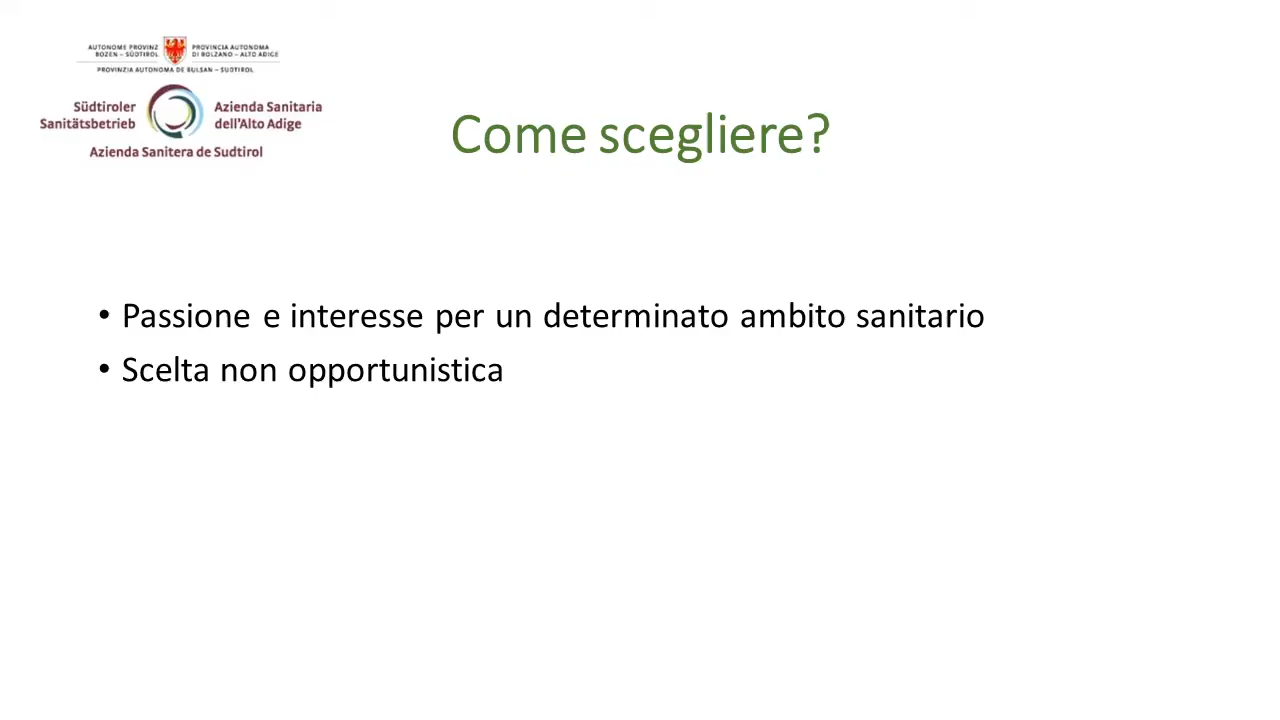 AUTONOME PROVINZ
BOZEN – SÜDTIROL
PROVINCIA AUTONOMA
DI BOLZANO – ALTO ADIGE
PROVINZIA AUTONOMA DE BULSAN – SUDTIROL
Südtiroler
Sanitätsbetrieb
Azienda Sanitaria
dell'Alto Adige
Azienda Sanitera de Sudtirol
Come scegliere?
• Passione e interesse per un determinato ambito sanitario
• Scelta non opportunistica